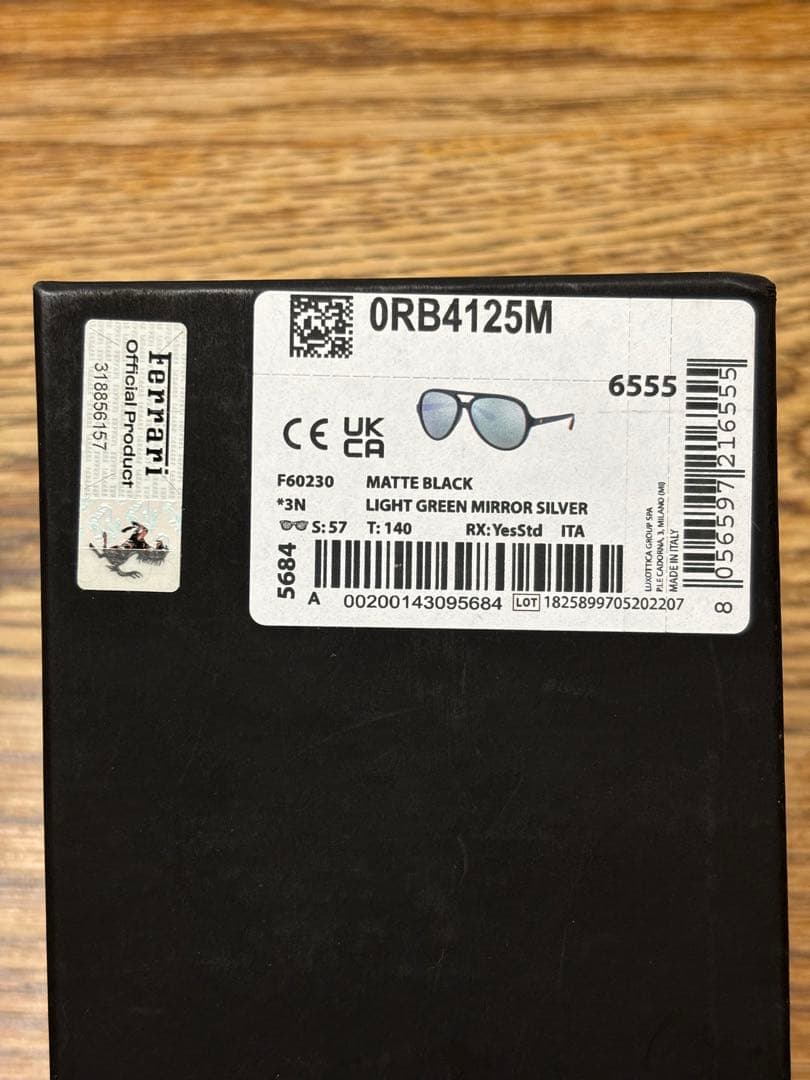 Ferrari
Official Product
318856157
0RB4125M
6555
CE UK CA
F60230 MATTE BLACK
*3N LIGHT GREEN MIRROR SILVER
S: 57 T: 140 RX:YesStd ITA
5684
A 00200143095684 LOT 1825899705202207
LUXOTTICA GROUP SPA
P.LE CADORNA, 3, MILANO (MI)
MADE IN ITALY
8 056597 216555